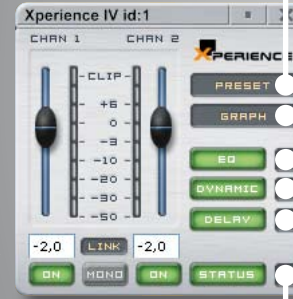 Xperience IV id:1
CHAN 1 CHAN 2
XPERIENCE
CLIP
+6
0
-3
-10
-20
-30
-50
PRESET
GRAPH
EQ
DYNAMIC
DELAY
-2,0 LINK -2,0
ON MONO ON
STATUS